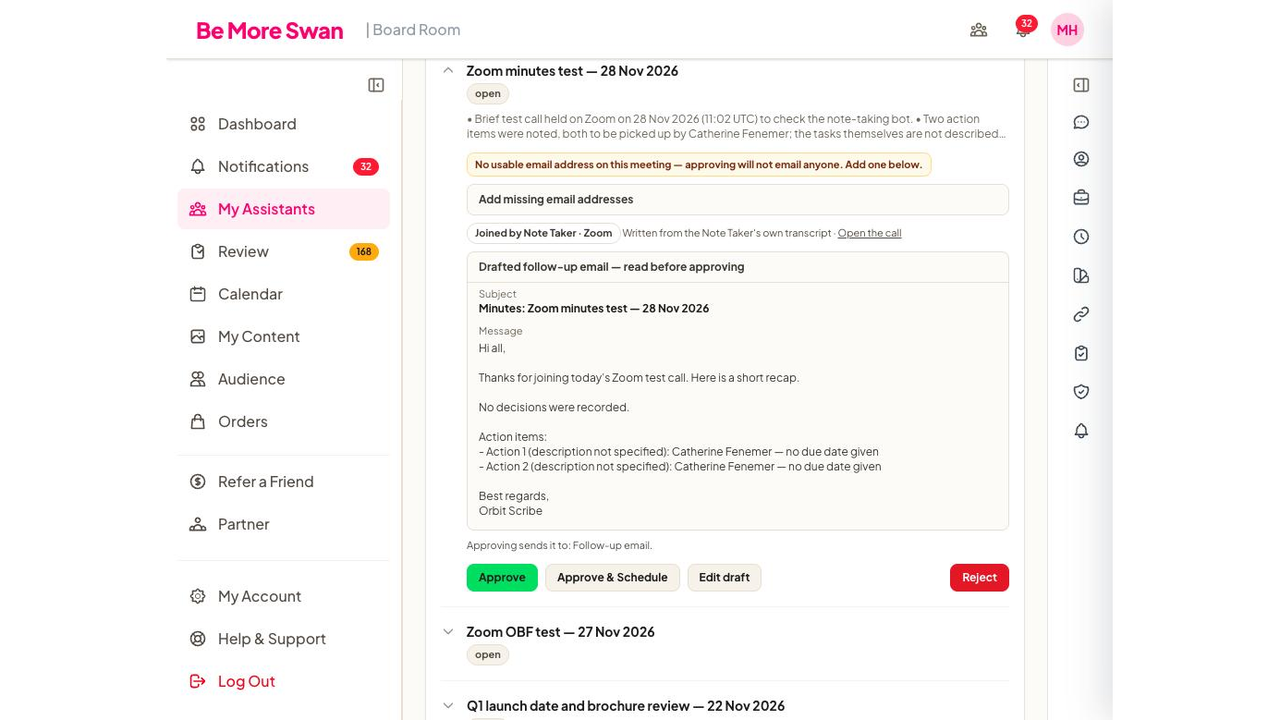 Be More Swan
| Board Room
32
MH
Dashboard
Notifications
32
My Assistants
Review
168
Calendar
My Content
Audience
Orders
Refer a Friend
Partner
My Account
Help & Support
Log Out
Zoom minutes test — 28 Nov 2026
open
• Brief test call held on Zoom on 28 Nov 2026 (11:02 UTC) to check the note-taking bot. • Two action
items were noted, both to be picked up by Catherine Fenemer; the tasks themselves are not described…
No usable email address on this meeting — approving will not email anyone. Add one below.
Add missing email addresses
Joined by Note Taker · Zoom Written from the Note Taker's own transcript · Open the call
Drafted follow-up email — read before approving
Subject
Minutes: Zoom minutes test — 28 Nov 2026
Message
Hi all,
Thanks for joining today's Zoom test call. Here is a short recap.
No decisions were recorded.
Action items:
- Action 1 (description not specified): Catherine Fenemer — no due date given
- Action 2 (description not specified): Catherine Fenemer — no due date given
Best regards,
Orbit Scribe
Approving sends it to: Follow-up email.
Approve
Approve & Schedule
Edit draft
Reject
Zoom OBF test — 27 Nov 2026
open
Q1 launch date and brochure review — 22 Nov 2026